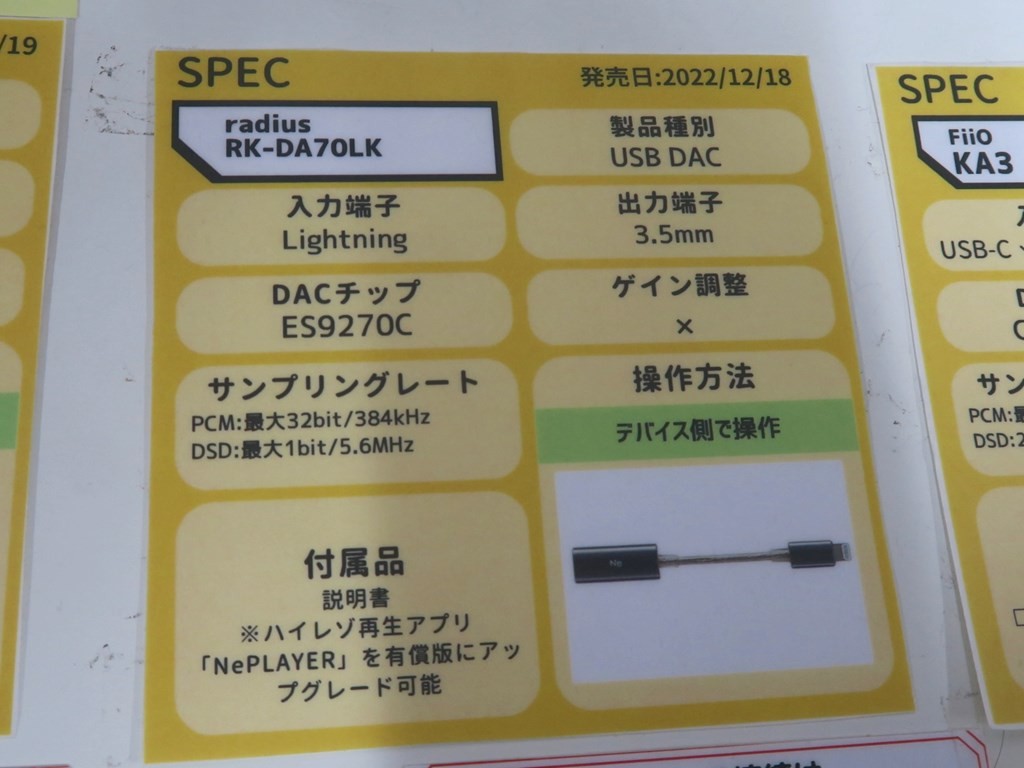 /19
SPEC
発売日:2022/12/18
radius
RK-DA70LK
製品種別
USB DAC
入力端子
Lightning
出力端子
3.5mm
DACチップ
ES9270C
ゲイン調整
×
サンプリングレート
PCM:最大32bit/384kHz
DSD:最大1bit/5.6MHz
操作方法
デバイス側で操作
付属品
説明書
※ハイレゾ再生アプリ
「NePLAYER」を有償版にアッ
プグレード可能
Ne
SPEC
FiiO
KA3
USB-C
サン
PCM:最
DSD:2